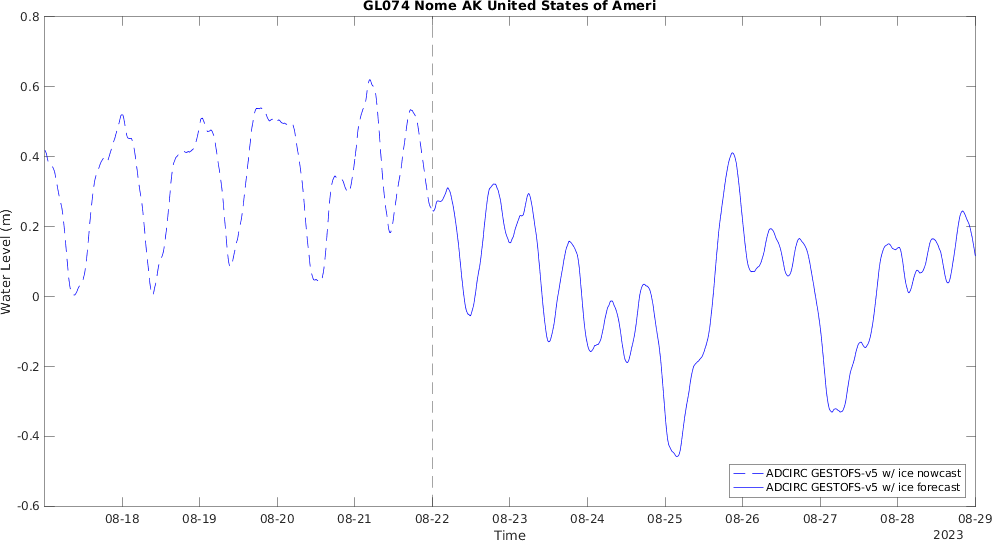 GL074 Nome AK United States of Ameri
0.8
0.6
0.4
0.2
0
-0.2
-0.4
-0.6
Water Level (m)
ADCIRC GESTOFS-v5 w/ ice nowcast
ADCIRC GESTOFS-v5 w/ ice forecast
08-18 08-19 08-20 08-21 08-22 08-23 08-24 08-25 08-26 08-27 08-28 08-29
Time
2023